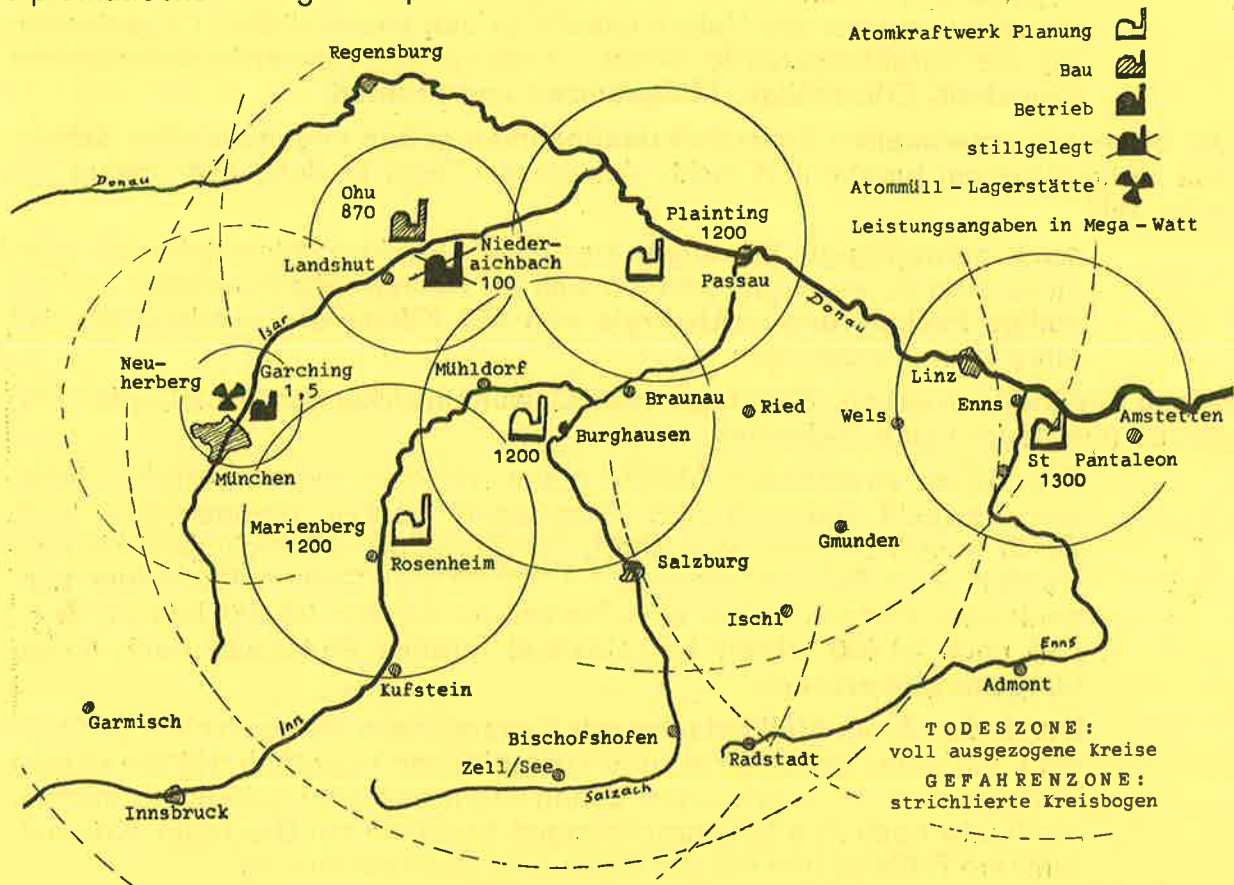 Atomkraftwerk Planung
Bau
Betrieb
stillgelegt
Atommüll-Lagerstätte
Leistungsangaben in Mega-Watt
Regensburg
Donau
Ohu
870
Plainting
1200
Landshut
Nieder-
aichbach
100
Passau
Isar
Donau
Neu-
herberg
Garching
1,5
Mühldorf
Linz
Braunau
Ried
Wels
Enns
Amstetten
1200
Burghausen
München
St Pantaleon
1300
Marienberg
1200
Rosenheim
Salzburg
Gmunden
Ischl
Enns
Kufstein
Admont
Garmisch
Inn
Bischofshofen
Radstadt
Zell/See
Salzach
Innsbruck
TODESZONE:
voll ausgezogene Kreise
GEFAHRENZONE:
strichlierte Kreisbogen